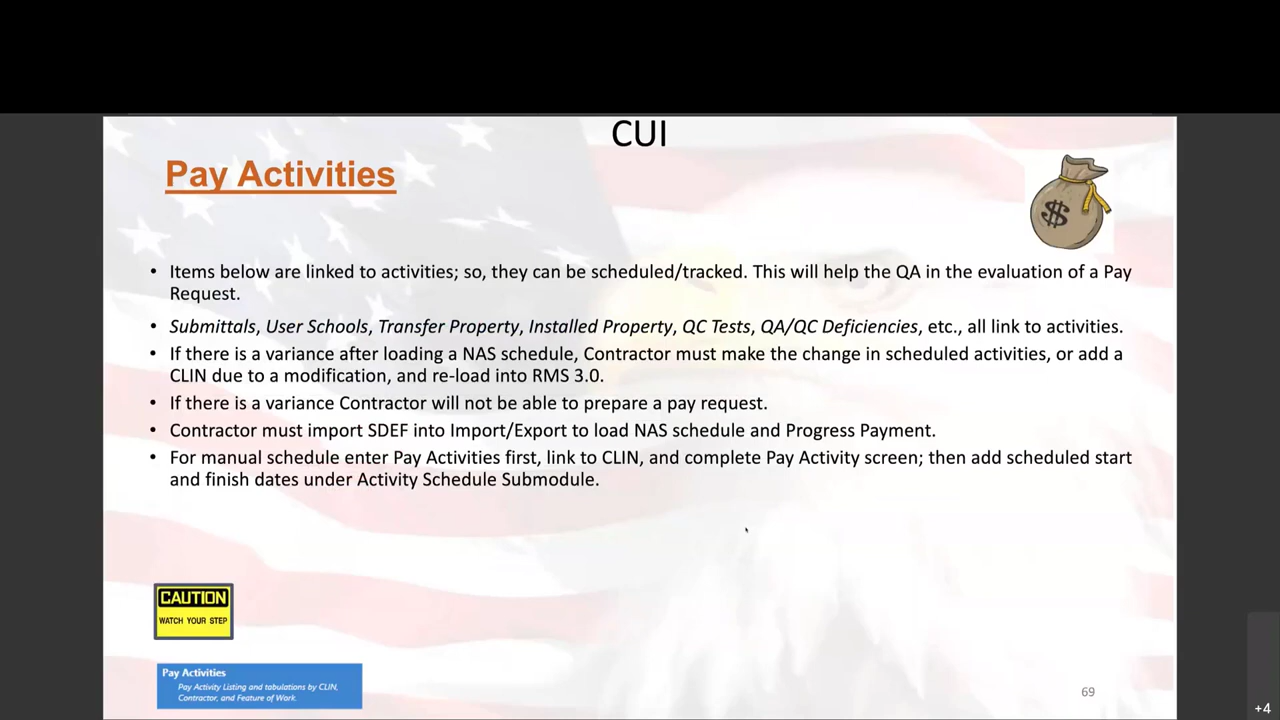 CUI
Pay Activities
$
• Items below are linked to activities; so, they can be scheduled/tracked. This will help the QA in the evaluation of a Pay
Request.
• Submittals, User Schools, Transfer Property, Installed Property, QC Tests, QA/QC Deficiencies, etc., all link to activities.
• If there is a variance after loading a NAS schedule, Contractor must make the change in scheduled activities, or add a
CLIN due to a modification, and re-load into RMS 3.0.
• If there is a variance Contractor will not be able to prepare a pay request.
• Contractor must import SDEF into Import/Export to load NAS schedule and Progress Payment.
• For manual schedule enter Pay Activities first, link to CLIN, and complete Pay Activity screen; then add scheduled start
and finish dates under Activity Schedule Submodule.
CAUTION
WATCH YOUR STEP
Pay Activities
Pay Activity Listing and tabulations by CLIN,
Contractor, and Feature of Work.
69
+4